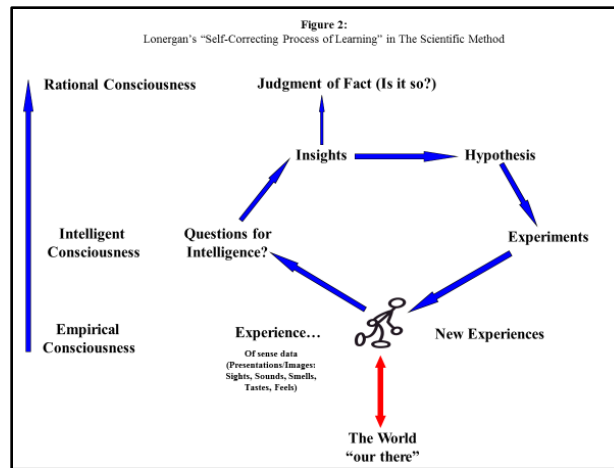 Figure 2:
Lonergan's "Self-Correcting Process of Learning" in The Scientific Method
Rational Consciousness
Judgment of Fact (Is it so?)
Insights
Hypothesis
Intelligent
Consciousness
Questions for
Intelligence?
Experiments
Empirical
Consciousness
Experience…
New Experiences
Of sense data
(Presentations/Images:
Sights, Sounds, Smells,
Tastes, Feels)
The World
"our there"